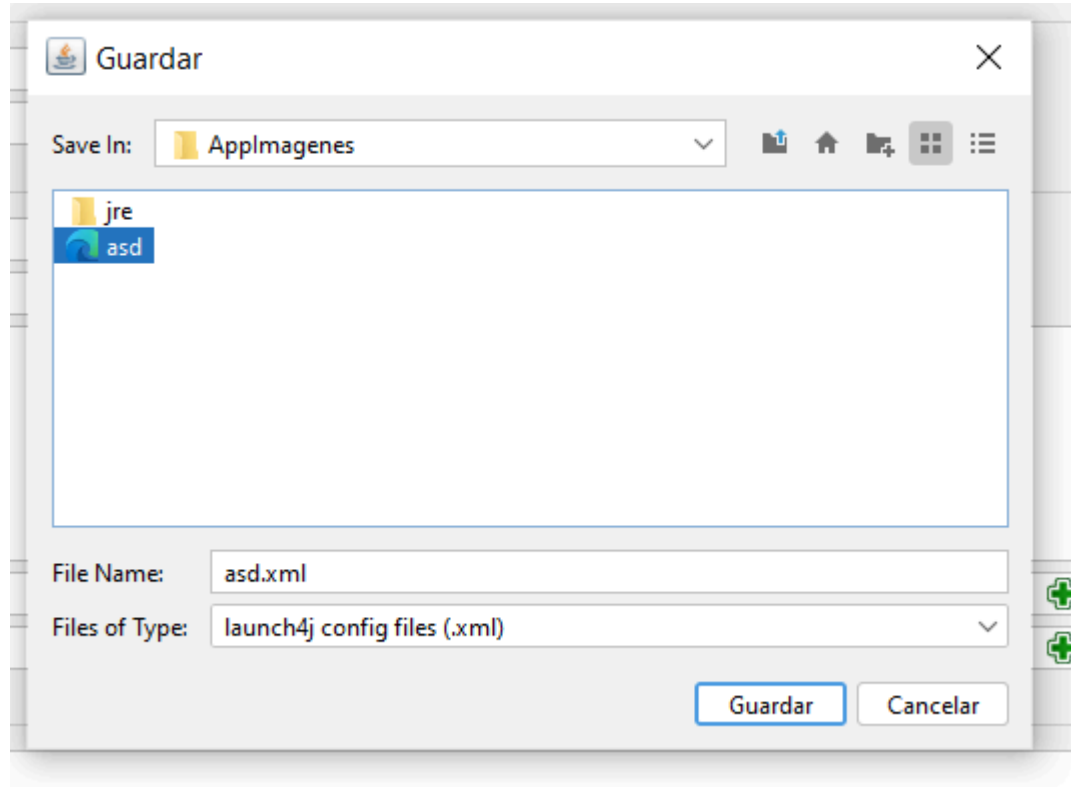 Guardar
Save In: AppImagenes
jre
asd
File Name: asd.xml
Files of Type: launch4j config files (.xml)
Guardar Cancelar